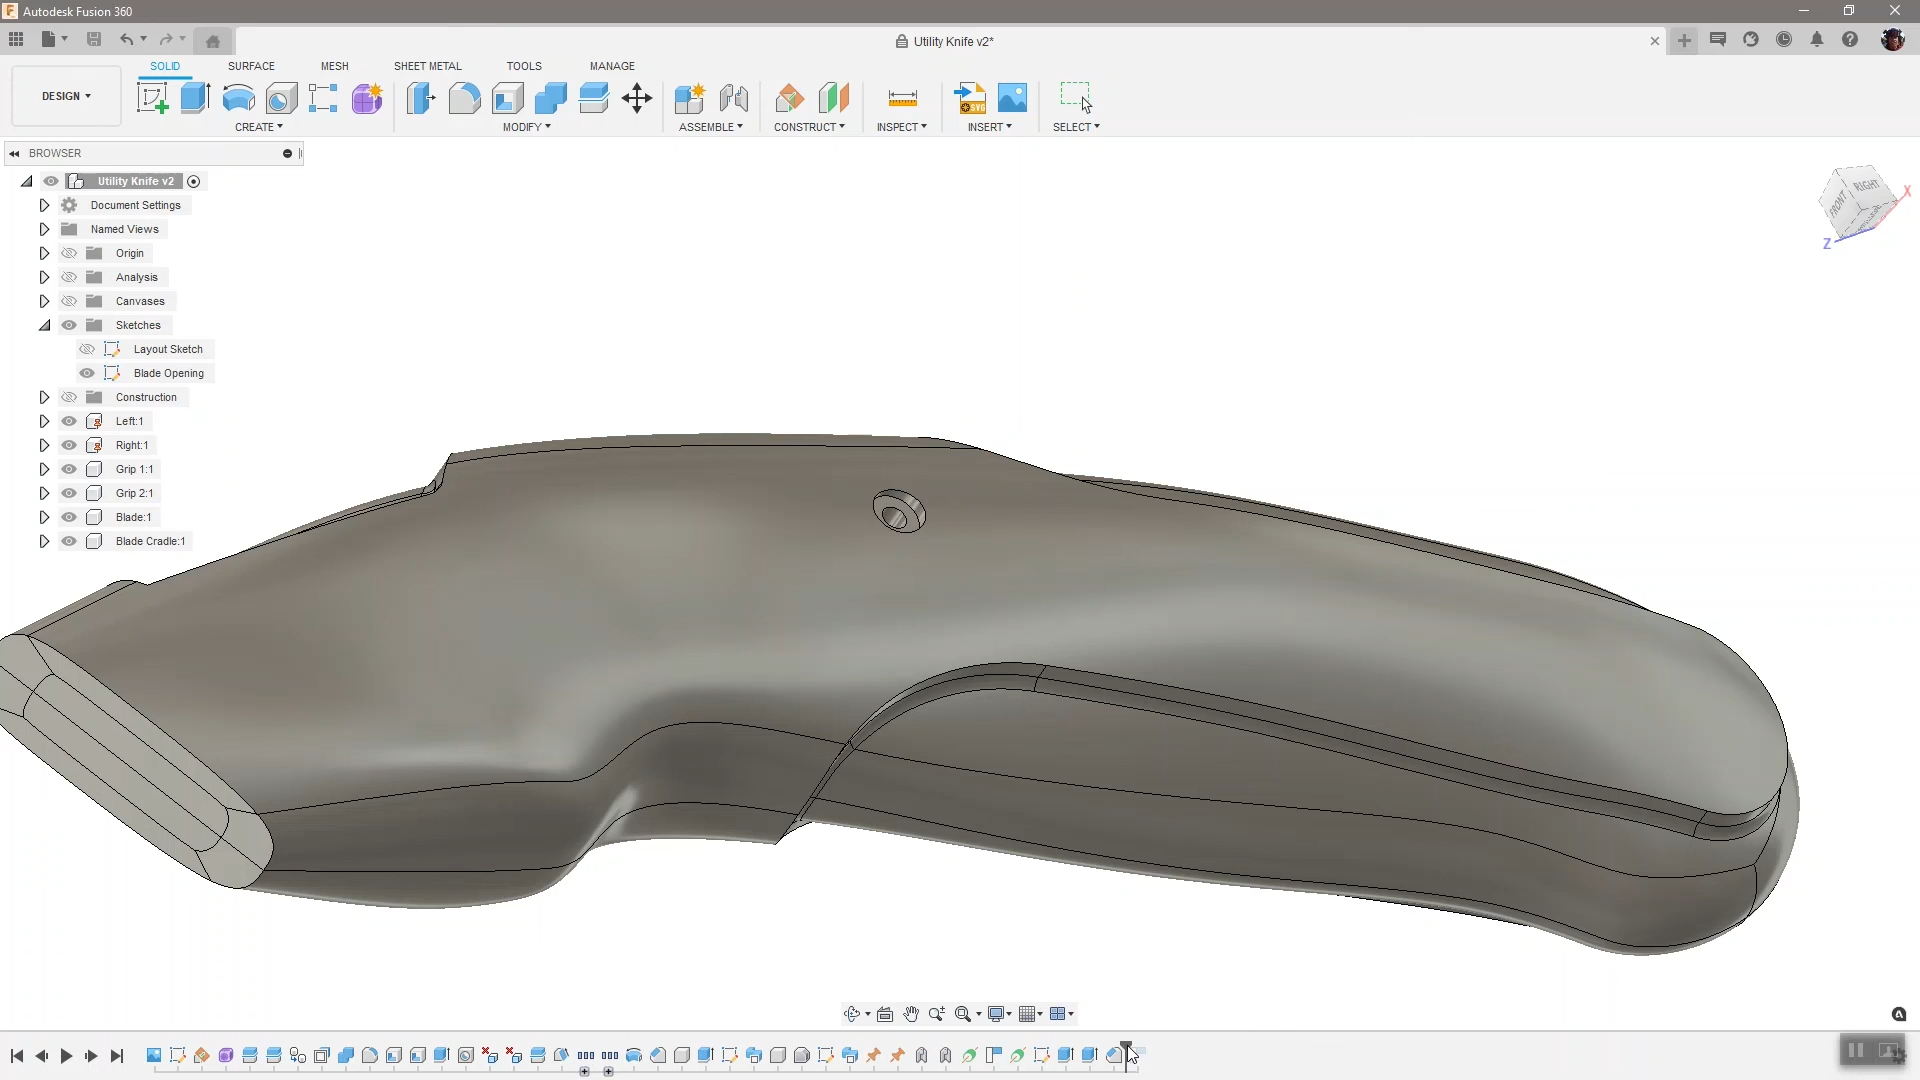 Autodesk Fusion 360
Utility Knife v2*
DESIGN
SOLID SURFACE MESH SHEET METAL TOOLS MANAGE
CREATE MODIFY ASSEMBLE CONSTRUCT INSPECT INSERT SELECT
SVG
BROWSER
Utility Knife v2
Document Settings
Named Views
Origin
Analysis
Canvases
Sketches
Layout Sketch
Blade Opening
Construction
Left:1
Right:1
Grip 1:1
Grip 2:1
Blade:1
Blade Cradle:1
FRONT RIGHT
X
Z